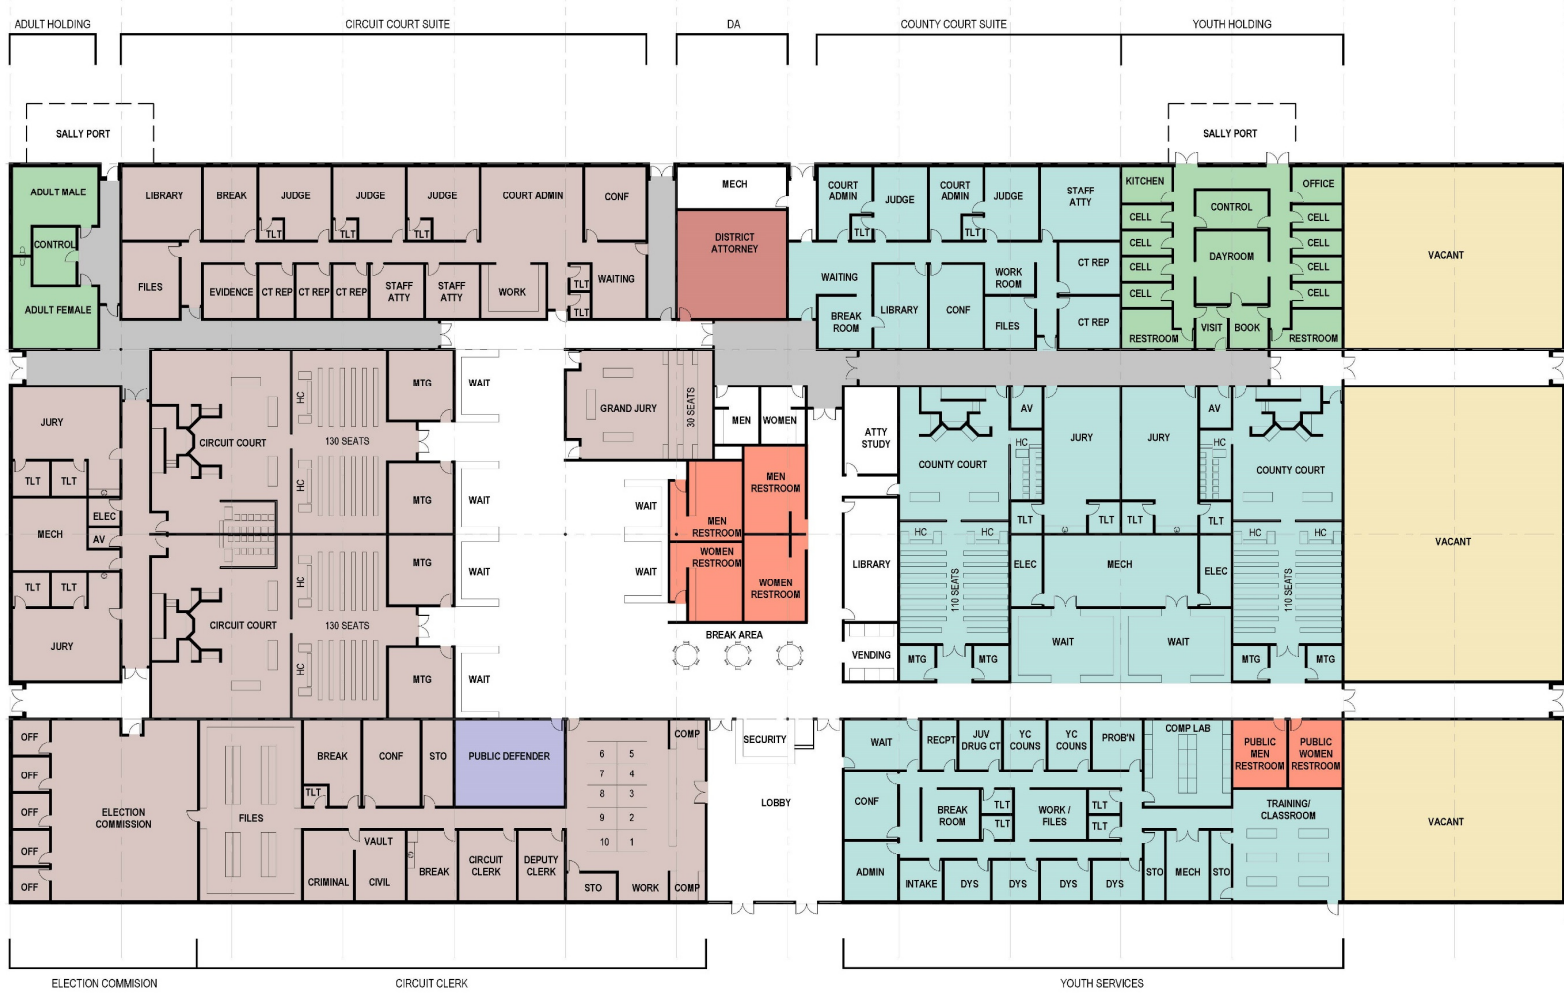 ADULT HOLDING
CIRCUIT COURT SUITE
DA
COUNTY COURT SUITE
YOUTH HOLDING
SALLY PORT
SALLY PORT
ADULT MALE
CONTROL
ADULT FEMALE
LIBRARY
BREAK
JUDGE
JUDGE
JUDGE
COURT ADMIN
CONF
TLT
TLT
TLT
FILES
EVIDENCE
CT REP
CT REP
CT REP
STAFF
ATTY
STAFF
ATTY
WORK
TLT
TLT
WAITING
MECH
DISTRICT
ATTORNEY
COURT
ADMIN
JUDGE
COURT
ADMIN
JUDGE
STAFF
ATTY
TLT
TLT
WAITING
BREAK
ROOM
LIBRARY
CONF
WORK
ROOM
FILES
CT REP
CT REP
KITCHEN
OFFICE
CELL
CELL
CELL
CELL
CELL
CELL
CELL
CELL
CONTROL
DAYROOM
RESTROOM
VISIT
BOOK
RESTROOM
VACANT
JURY
TLT
TLT
MECH
ELEC
AV
TLT
TLT
JURY
CIRCUIT COURT
HC
130 SEATS
HC
MTG
WAIT
MTG
WAIT
CIRCUIT COURT
HC
130 SEATS
HC
MTG
WAIT
MTG
WAIT
GRAND JURY
30 SEATS
MEN
WOMEN
WAIT
WAIT
MEN
RESTROOM
MEN
RESTROOM
WOMEN
RESTROOM
WOMEN
RESTROOM
BREAK AREA
ATTY
STUDY
LIBRARY
VENDING
COUNTY COURT
HC
HC
110 SEATS
MTG
MTG
AV
HC
JURY
JURY
AV
HC
TLT
TLT
TLT
TLT
ELEC
MECH
ELEC
WAIT
WAIT
COUNTY COURT
HC
HC
110 SEATS
MTG
MTG
VACANT
OFF
OFF
OFF
OFF
OFF
ELECTION
COMMISSION
FILES
BREAK
TLT
CONF
STO
PUBLIC DEFENDER
CRIMINAL
VAULT
CIVIL
BREAK
CIRCUIT
CLERK
DEPUTY
CLERK
6 5
7 4
8 3
9 2
10 1
COMP
STO
WORK
COMP
SECURITY
LOBBY
WAIT
RECPT
JUV
DRUG CT
YC
COUNS
YC
COUNS
PROB'N
COMP LAB
PUBLIC
MEN
RESTROOM
PUBLIC
WOMEN
RESTROOM
CONF
BREAK
ROOM
TLT
TLT
WORK /
FILES
TLT
TLT
TRAINING/
CLASSROOM
ADMIN
INTAKE
DYS
DYS
DYS
DYS
STO
MECH
STO
VACANT
ELECTION COMMISION
CIRCUIT CLERK
YOUTH SERVICES